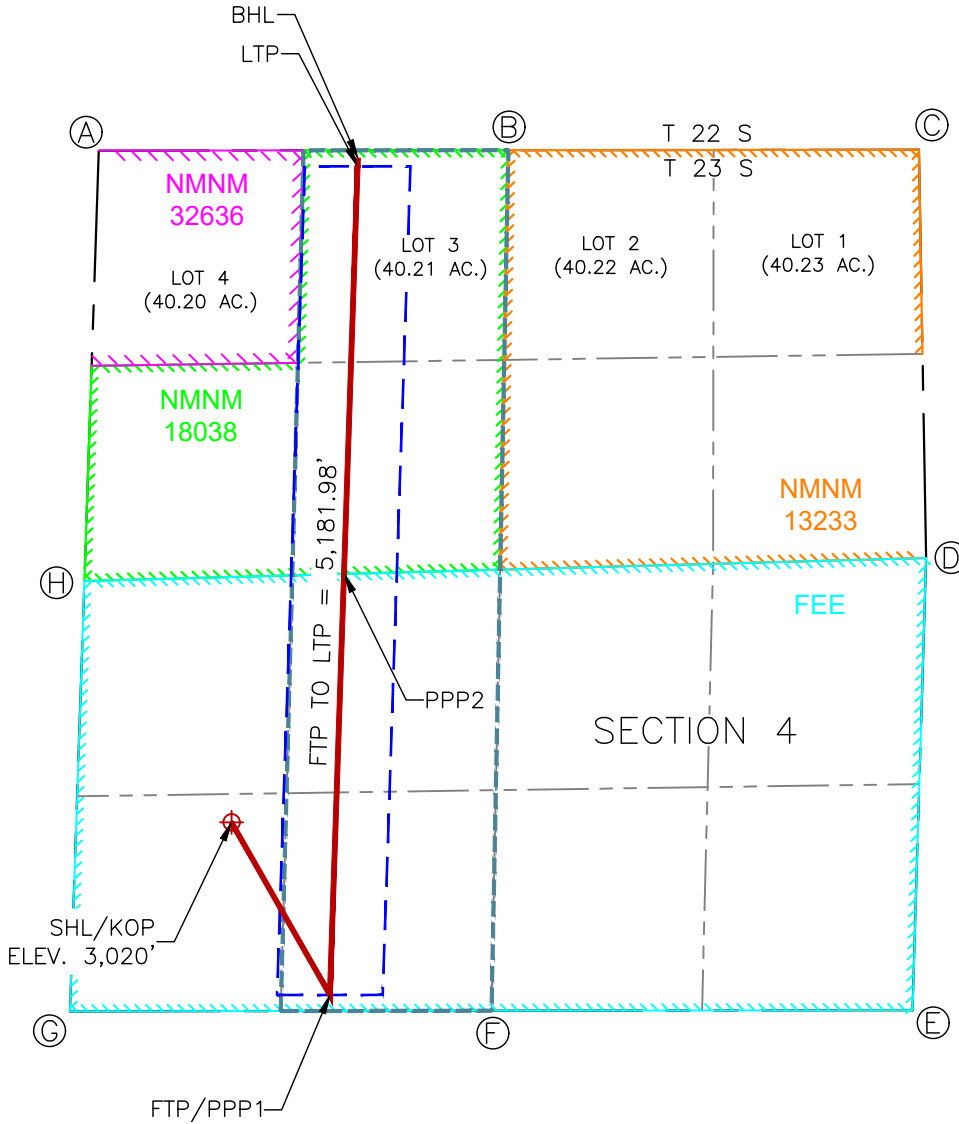 BHL
LTP
A
B
C
T 22 S
T 23 S
NMNM
32636
LOT 4
(40.20 AC.)
LOT 3
(40.21 AC.)
LOT 2
(40.22 AC.)
LOT 1
(40.23 AC.)
NMNM
18038
NMNM
13233
H
D
FEE
FTP TO LTP = 5,181.98'
PPP2
SECTION 4
SHL/KOP
ELEV. 3,020'
G
F
E
FTP/PPP1